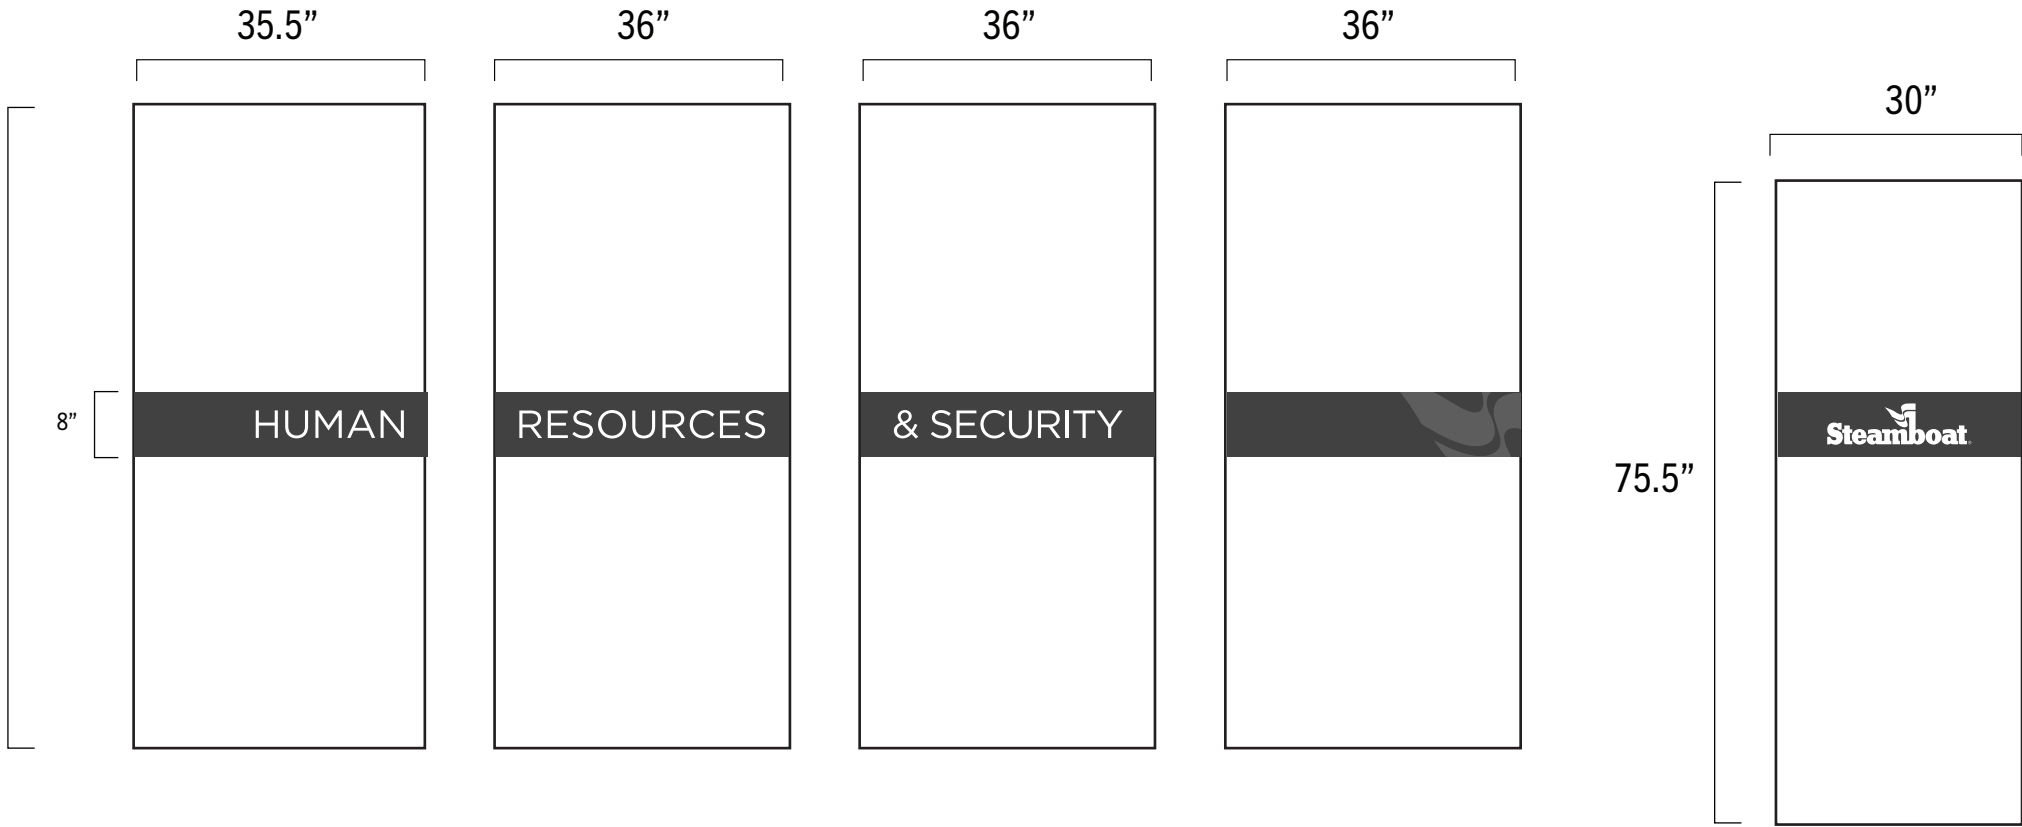 35.5”
36”
36”
36”
30”
8”
HUMAN
RESOURCES
& SECURITY
Steamboat
75.5”